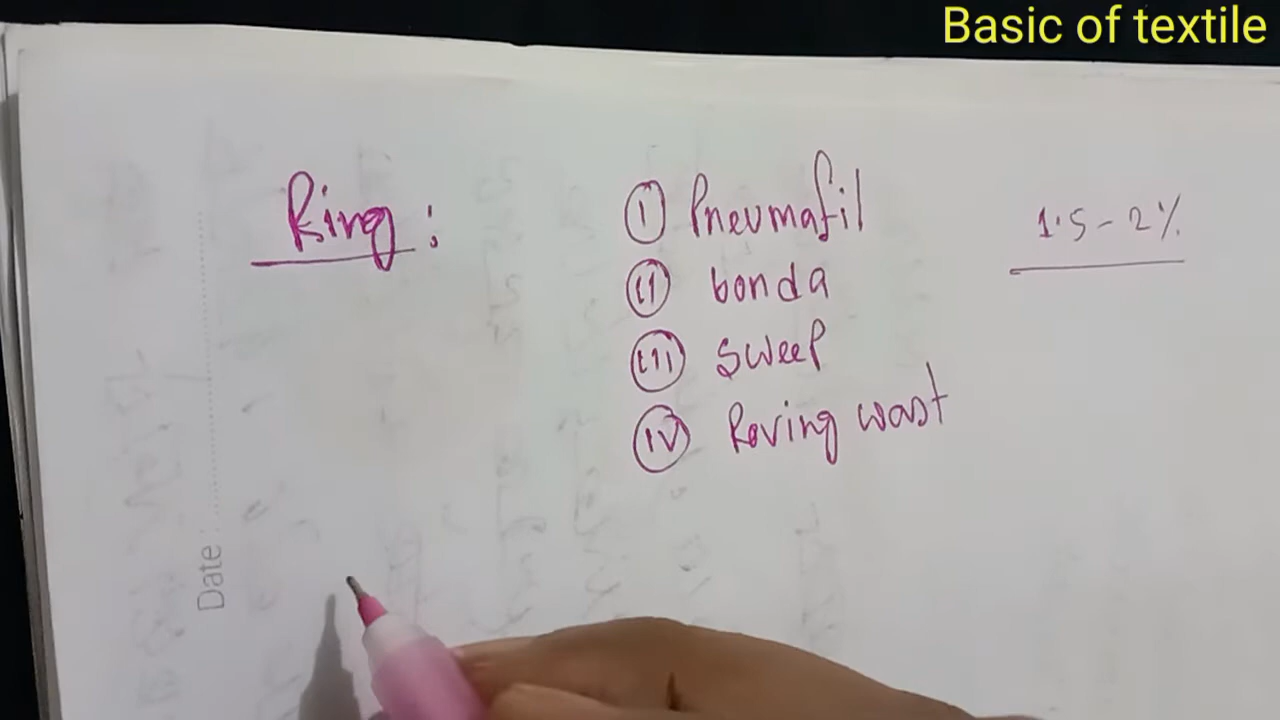 Basic of textile
Ring :
(i) Pneumafil 1.5 - 2%
(ii) bonda
(iii) sweep
(iv) Roving wast
Date :